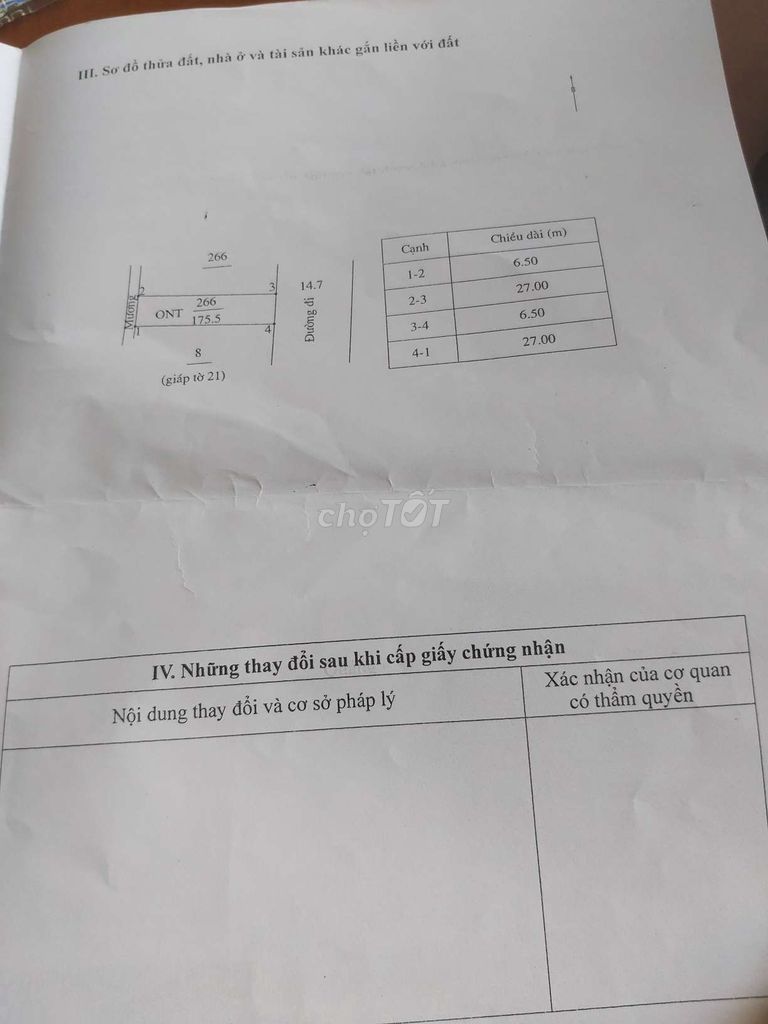 III. Sơ đồ thửa đất, nhà ở và tài sản khác gắn liền với đất
266
2
3
14.7
Mương
ONT
266
175.5
Đường đi
1
4
8
(giáp tờ 21)
Cạnh Chiều dài (m)
1-2 6.50
2-3 27.00
3-4 6.50
4-1 27.00
chợTỐT
IV. Những thay đổi sau khi cấp giấy chứng nhận
Nội dung thay đổi và cơ sở pháp lý
Xác nhận của cơ quan
có thẩm quyền